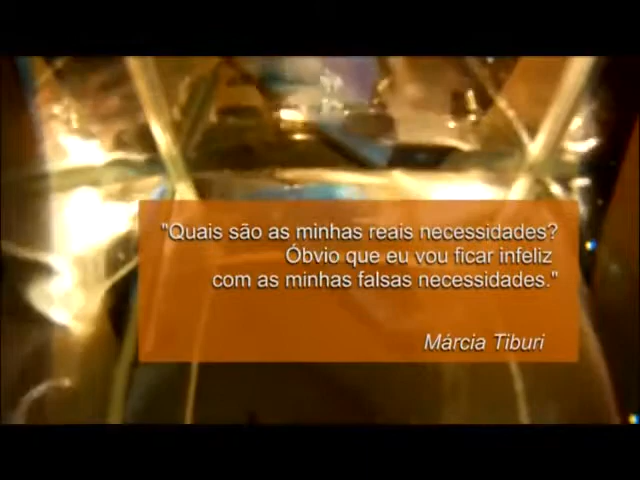 "Quais são as minhas reais necessidades?
Óbvio que eu vou ficar infeliz
com as minhas falsas necessidades."
Márcia Tiburi